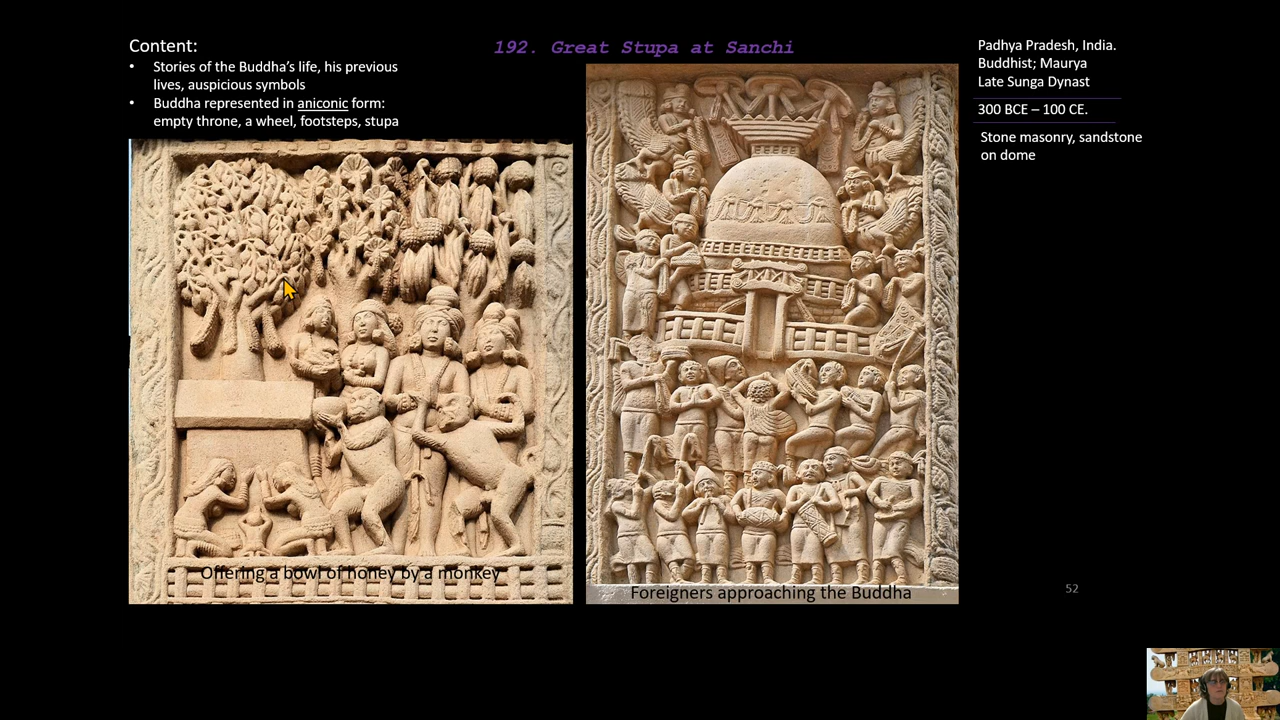 Content:
• Stories of the Buddha’s life, his previous
lives, auspicious symbols
• Buddha represented in aniconic form:
empty throne, a wheel, footsteps, stupa
192. Great Stupa at Sanchi
Padhya Pradesh, India.
Buddhist; Maurya
Late Sunga Dynast
300 BCE – 100 CE.
Stone masonry, sandstone
on dome
Offering a bowl of honey by a monkey
Foreigners approaching the Buddha
52